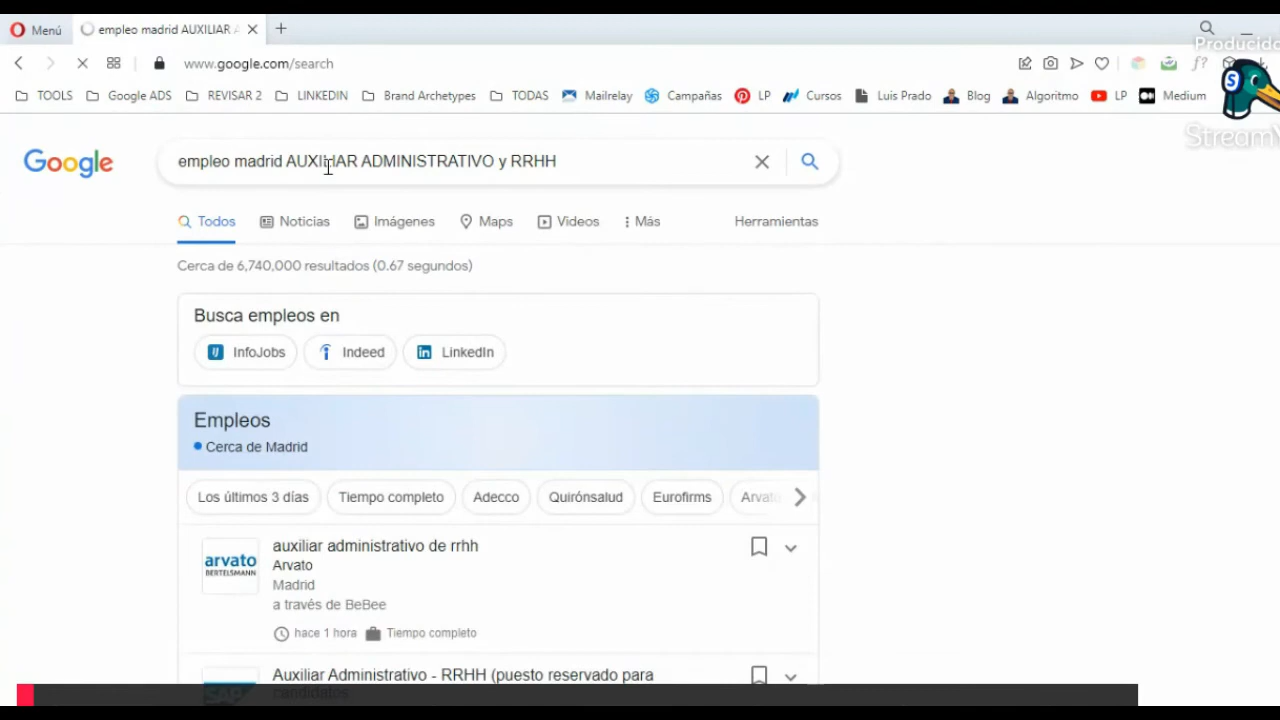 Menú
empleo madrid AUXILIAR A
www.google.com/search
Producido
TOOLS Google ADS REVISAR 2 LINKEDIN Brand Archetypes TODAS Mailrelay Campañas LP Cursos Luis Prado Blog Algoritmo LP Medium
S
Stream
Google empleo madrid AUXILIAR ADMINISTRATIVO y RRHH
Todos Noticias Imágenes Maps Videos Más Herramientas
Cerca de 6,740,000 resultados (0.67 segundos)
Busca empleos en
InfoJobs Indeed LinkedIn
Empleos
Cerca de Madrid
Los últimos 3 días Tiempo completo Adecco Quirónsalud Eurofirms Arvato
arvato
BERTELSMANN
auxiliar administrativo de rrhh
Arvato
Madrid
a través de BeBee
hace 1 hora Tiempo completo
Auxiliar Administrativo - RRHH (puesto reservado para
candidatos
SAP